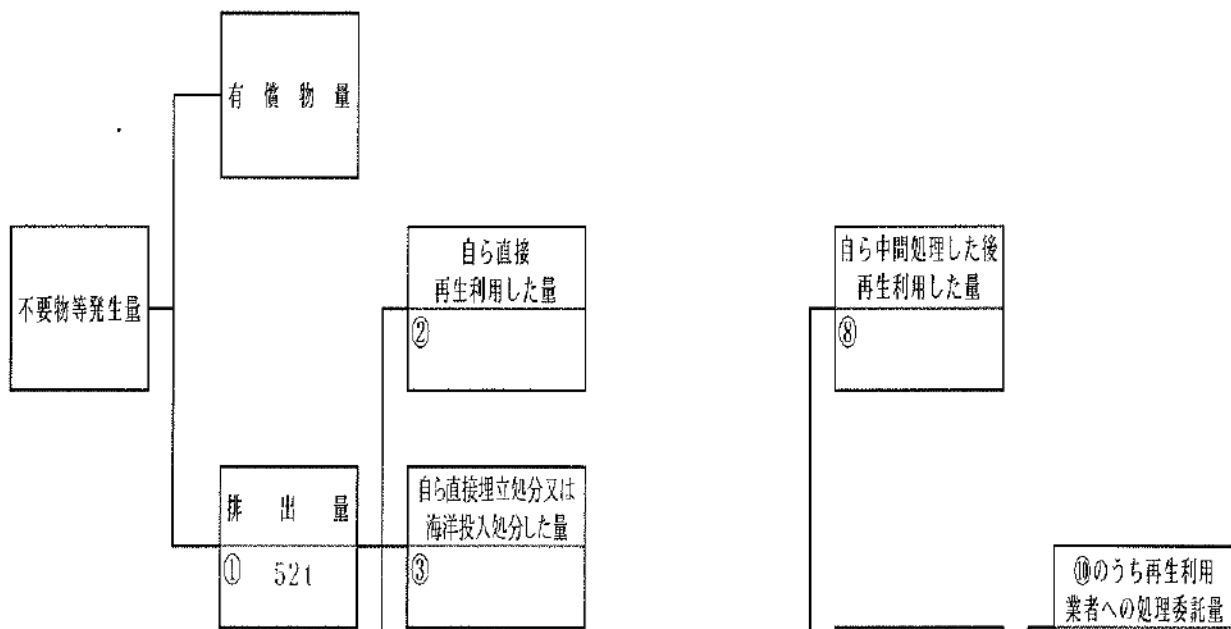 有償物量
不要物等発生量
自ら直接
再生利用した量
②
自ら中間処理した後
再生利用した量
⑧
排出量
① 52t
自ら直接埋立処分又は
海洋投入処分した量
③
⑩のうち再生利用
業者への処理委託量